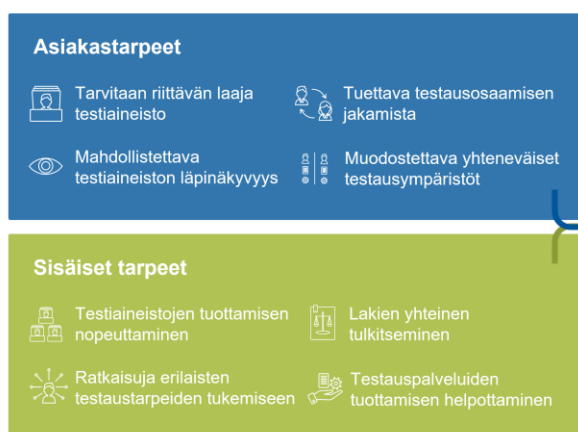 Asiakastarpeet
Tarvitaan riittävän laaja
testiaineisto
Tuettava testausosaamisen
jakamista
Mahdollistettava
testiaineiston läpinäkyvyys
Muodostettava yhteneväiset
testausympäristöt
Sisäiset tarpeet
Testiaineistojen tuottamisen
nopeuttaminen
Lakien yhteinen
tulkitseminen
Ratkaisuja erilaisten
testaustarpeiden tukemiseen
Testauspalveluiden
tuottamisen helpottaminen